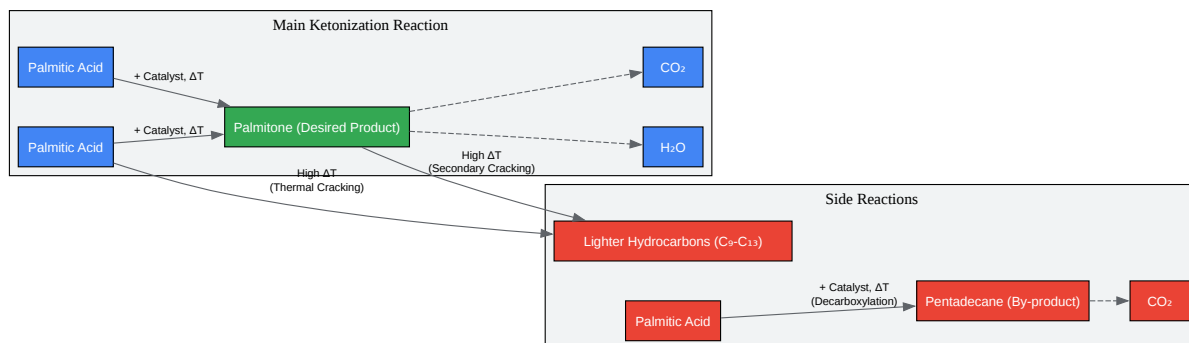 Main Ketonization Reaction
Palmitic Acid
+ Catalyst, ΔT
CO₂
Palmitone (Desired Product)
Palmitic Acid
+ Catalyst, ΔT
H₂O
High ΔT
(Secondary Cracking)
High ΔT
(Thermal Cracking)
Side Reactions
Lighter Hydrocarbons (C₉-C₁₃)
+ Catalyst, ΔT
(Decarboxylation)
Pentadecane (By-product)
CO₂
Palmitic Acid